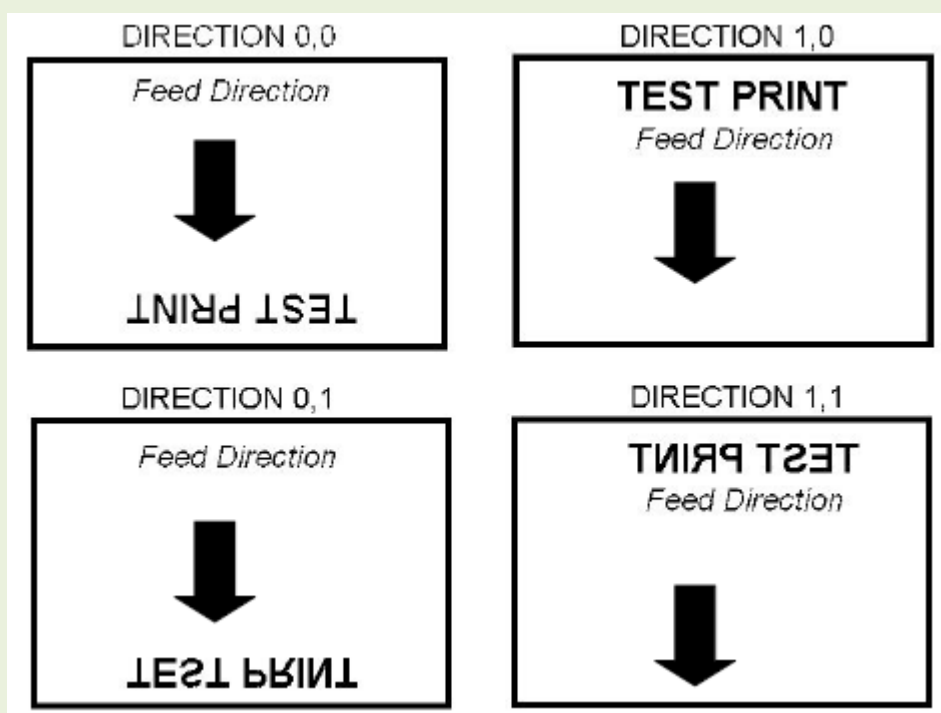 DIRECTION 0,0
Feed Direction
TEST PRINT
DIRECTION 1,0
TEST PRINT
Feed Direction
DIRECTION 0,1
Feed Direction
TEST PRINT
DIRECTION 1,1
TEST PRINT
Feed Direction